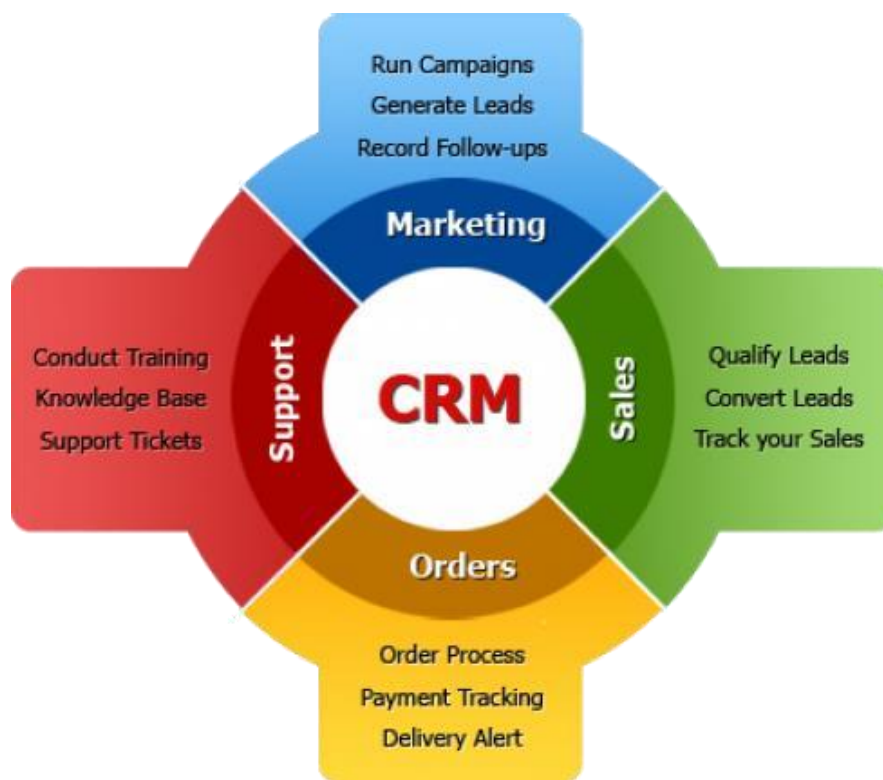 Run Campaigns
Generate Leads
Record Follow-ups
Marketing
Conduct Training
Knowledge Base
Support Tickets
Support
CRM
Sales
Qualify Leads
Convert Leads
Track your Sales
Orders
Order Process
Payment Tracking
Delivery Alert